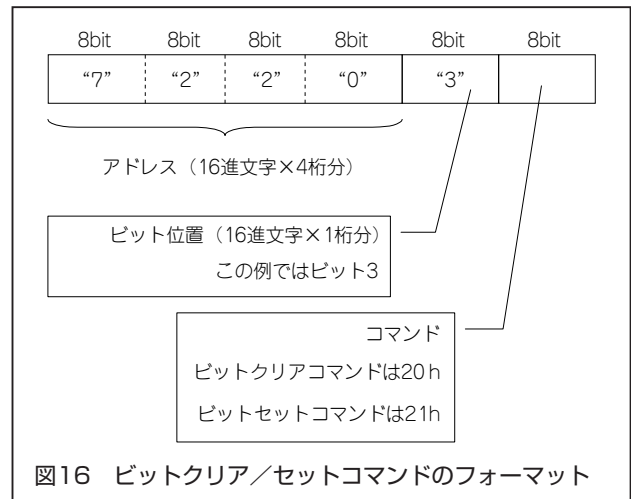 8bit 8bit 8bit 8bit 8bit 8bit
“7” “2” “2” “0” “3”
アドレス（16進文字×4桁分）
ビット位置（16進文字×1桁分）
この例ではビット3
コマンド
ビットクリアコマンドは20h
ビットセットコマンドは21h
図16 ビットクリア／セットコマンドのフォーマット